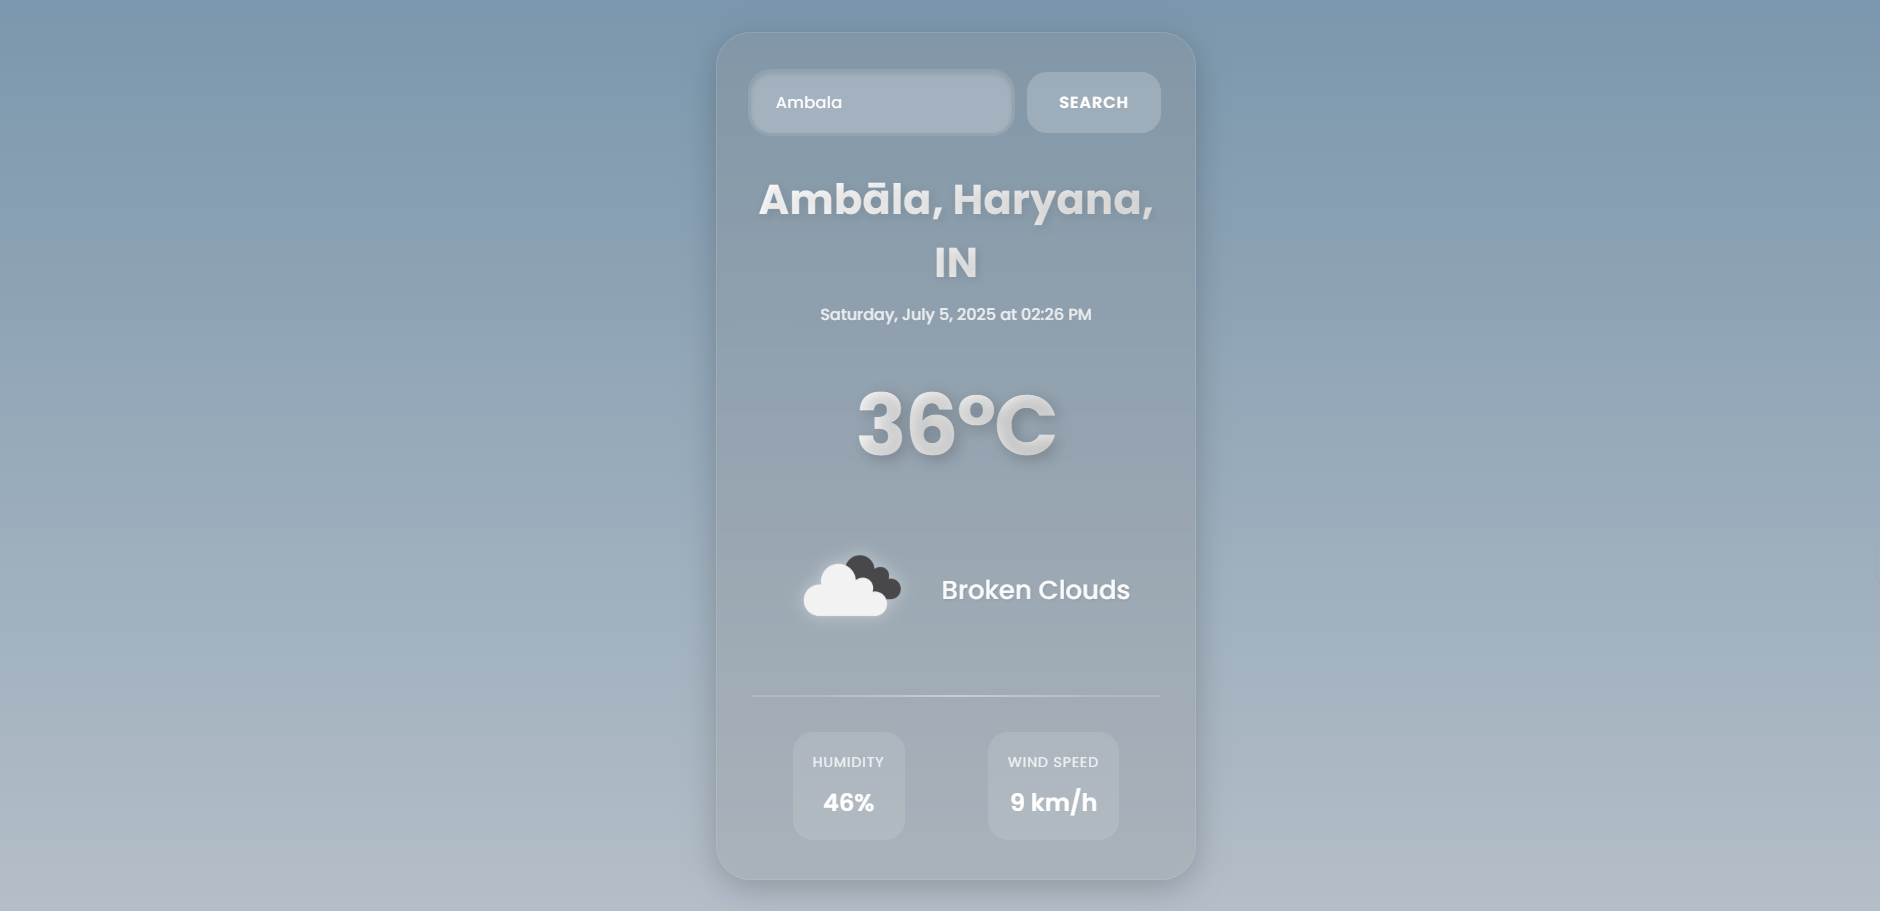 Ambala
SEARCH
Ambāla, Haryana,
IN
Saturday, July 5, 2025 at 02:26 PM
36°C
Broken Clouds
HUMIDITY
46%
WIND SPEED
9 km/h